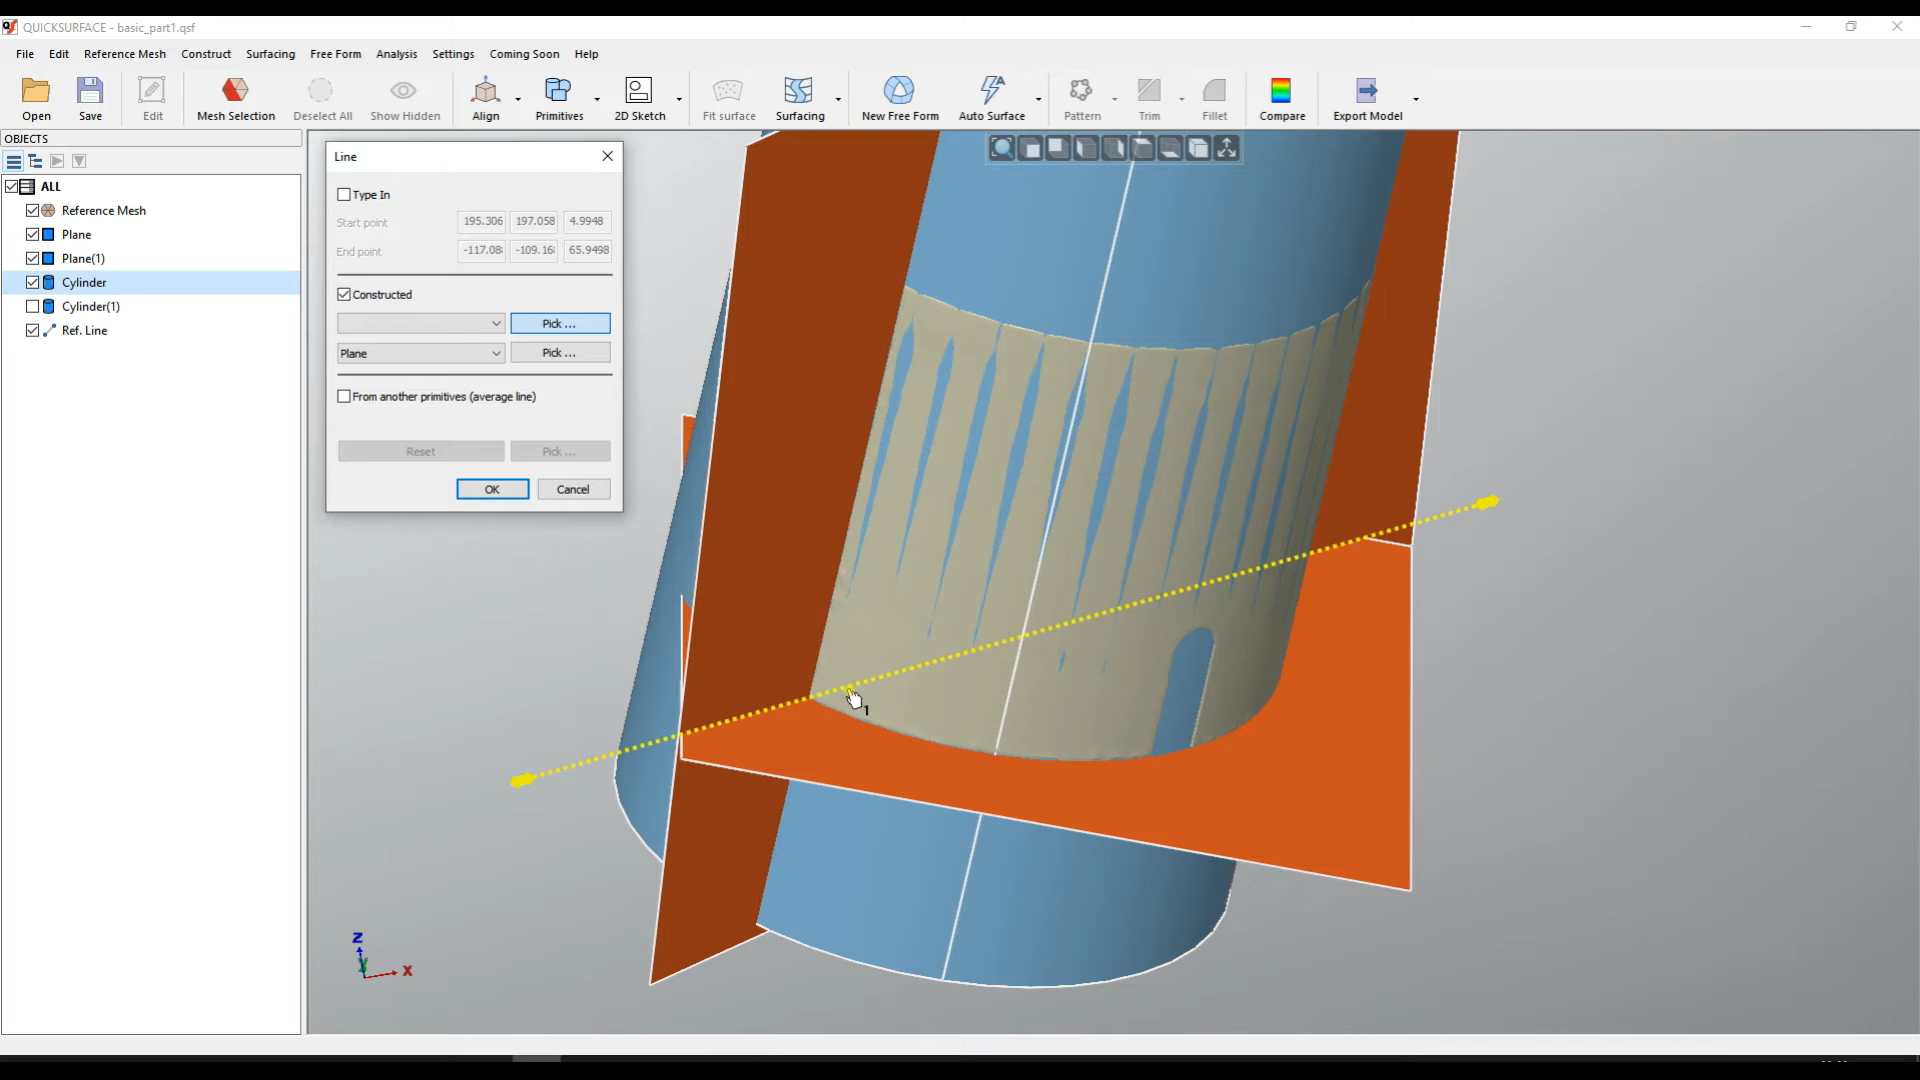 QUICKSURFACE - basic_part1.qsf
File Edit Reference Mesh Construct Surfacing Free Form Analysis Settings Coming Soon Help
Open Save Edit Mesh Selection Deselect All Show Hidden Align Primitives 2D Sketch Fit surface Surfacing New Free Form Auto Surface Pattern Trim Fillet Compare Export Model
OBJECTS
ALL
Reference Mesh
Plane
Plane(1)
Cylinder
Cylinder(1)
Ref. Line
Line
Type In
Start point 195.306 197.058 4.9948
End point -117.08 -109.16 65.9498
Constructed
Pick ...
Plane Pick ...
From another primitives (average line)
Reset Pick ...
OK Cancel
1
Z
Y
X